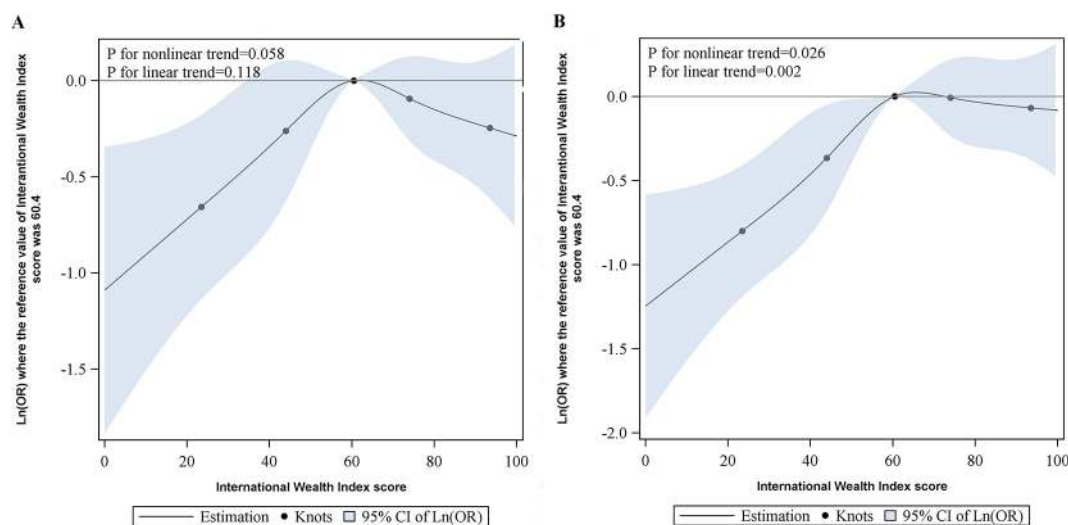 A
P for nonlinear trend=0.058
P for linear trend=0.118
Ln(OR) where the reference value of Interantional Wealth Index
score was 60.4
0.0
-0.5
-1.0
-1.5
0 20 40 60 80 100
International Wealth Index score
Estimation Knots 95% CI of Ln(OR)
B
P for nonlinear trend=0.026
P for linear trend=0.002
Ln(OR) where the reference value of Interantional Wealth Index
score was 60.4
0.0
-0.5
-1.0
-1.5
-2.0
0 20 40 60 80 100
International Wealth Index score
Estimation Knots 95% CI of Ln(OR)